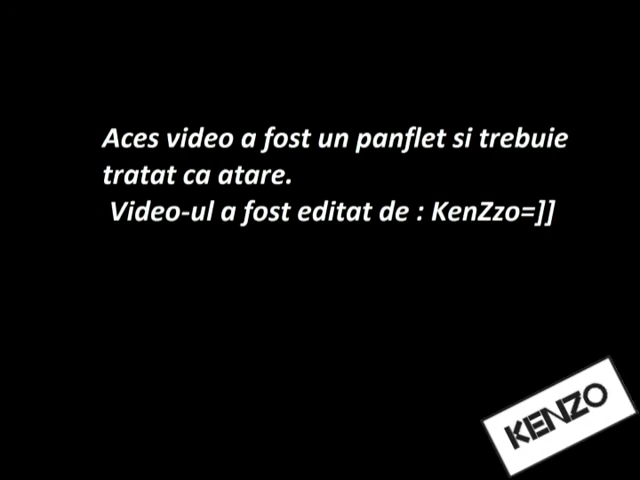 Aces video a fost un panflet si trebuie
tratat ca atare.
Video-ul a fost editat de : KenZzo=]]
KENZO